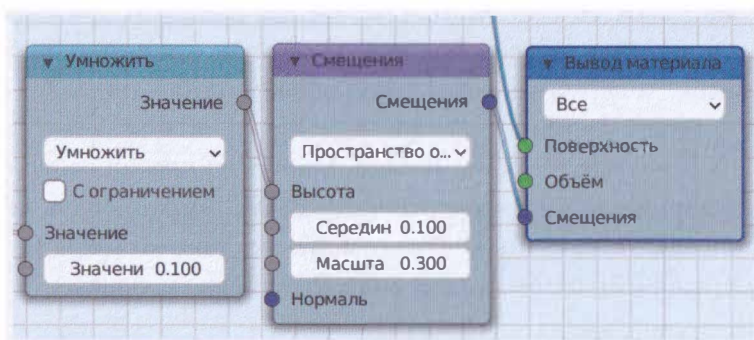 Умножить
Значение
Умножить
С ограничением
Значение
Значени 0.100
Смещения
Смещения
Пространство о...
Высота
Середин 0.100
Масшта 0.300
Нормаль
Вывод материала
Все
Поверхность
Объём
Смещения